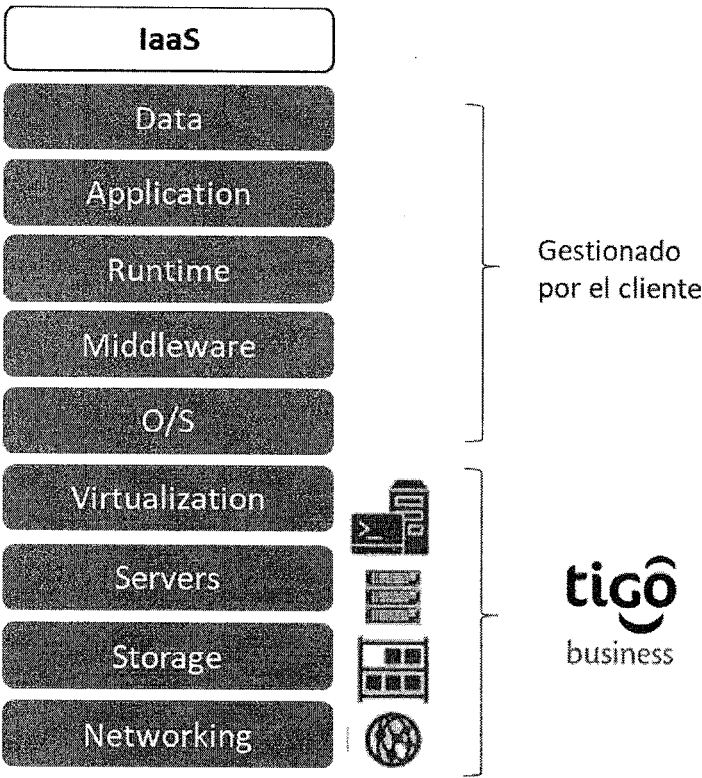 IaaS
Data
Application
Runtime
Middleware
O/S
Gestionado
por el cliente
Virtualization
Servers
Storage
Networking
tigo
business